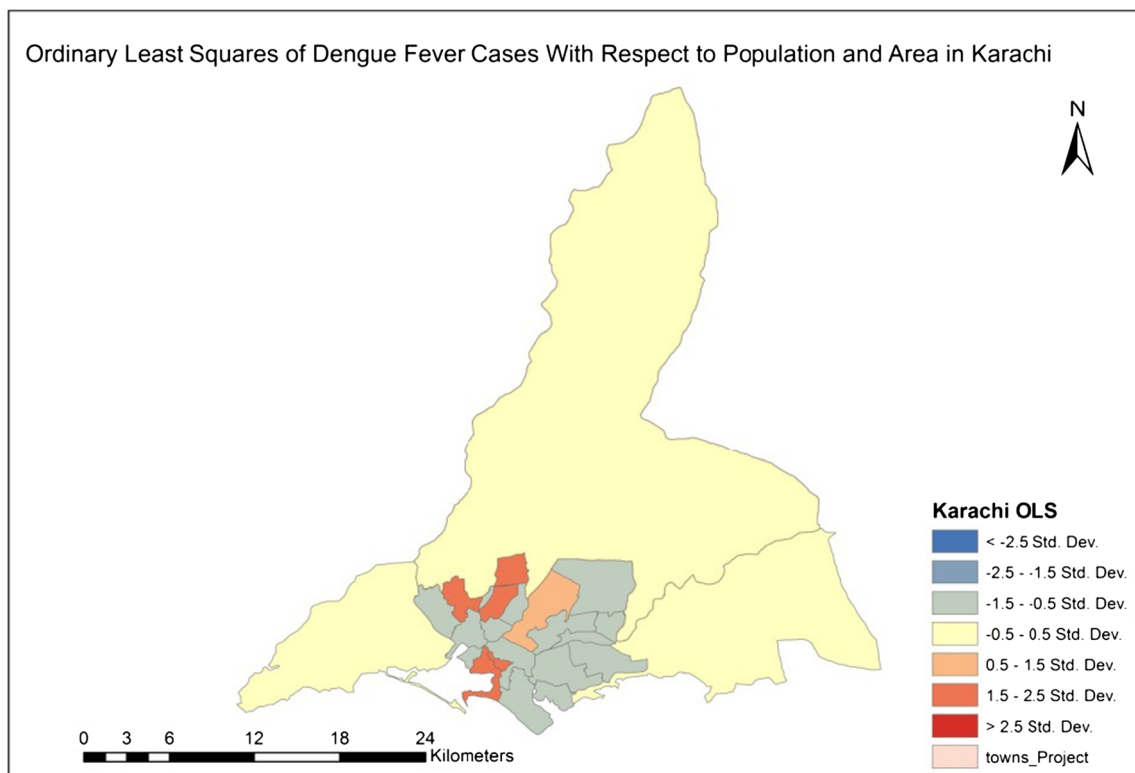 Ordinary Least Squares of Dengue Fever Cases With Respect to Population and Area in Karachi
N
Karachi OLS
< -2.5 Std. Dev.
-2.5 - -1.5 Std. Dev.
-1.5 - -0.5 Std. Dev.
-0.5 - 0.5 Std. Dev.
0.5 - 1.5 Std. Dev.
1.5 - 2.5 Std. Dev.
> 2.5 Std. Dev.
towns_Project
0 3 6 12 18 24
Kilometers